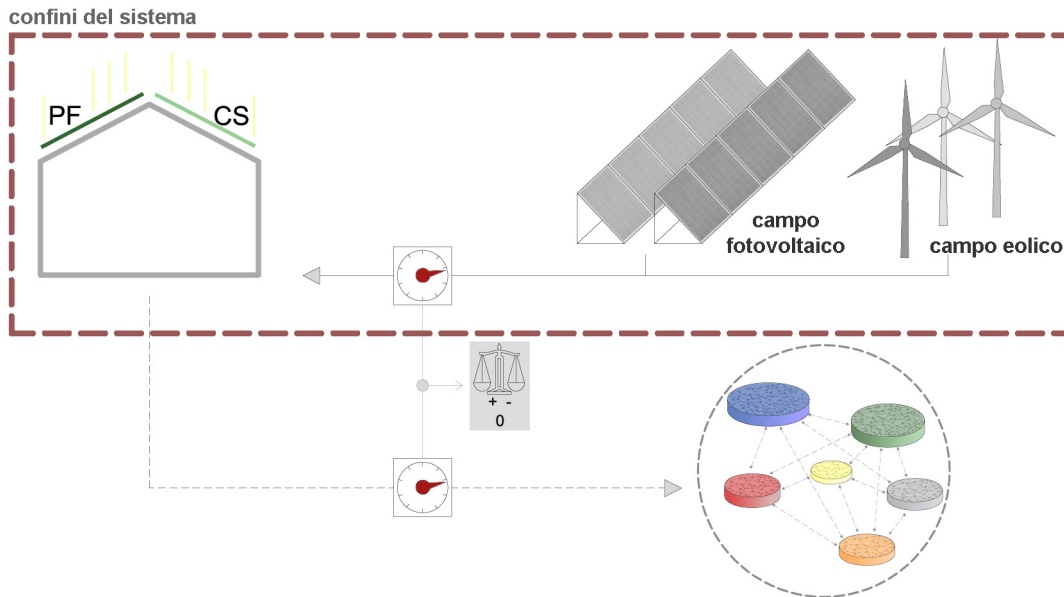 confini del sistema
PF
CS
campo
fotovoltaico
campo eolico
+ -
0